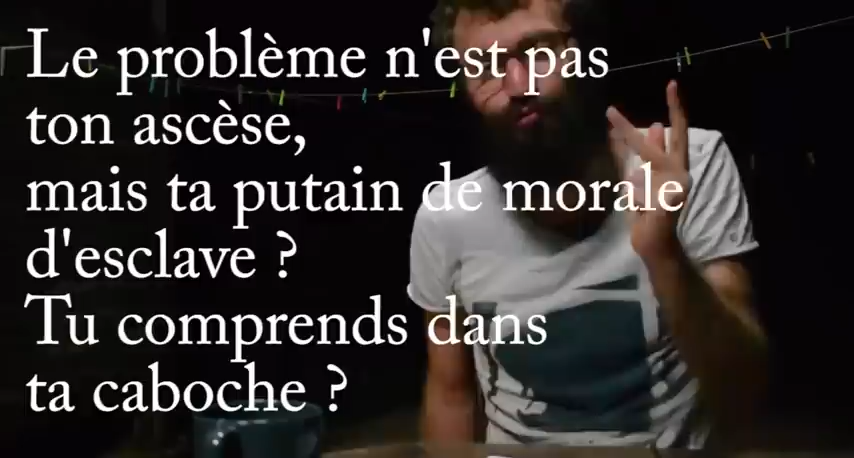 Le problème n'est pas
ton ascèse,
mais ta putain de morale
d'esclave ?
Tu comprends dans
ta caboche ?